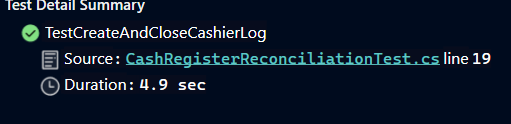 Test Detail Summary
TestCreateAndCloseCashierLog
Source: CashRegisterReconciliationTest.cs line 19
Duration: 4.9 sec